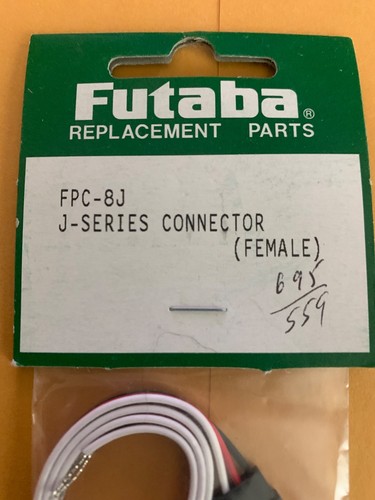 Futaba®
REPLACEMENT PARTS
FPC-8J
J-SERIES CONNECTOR
(FEMALE)
695
559